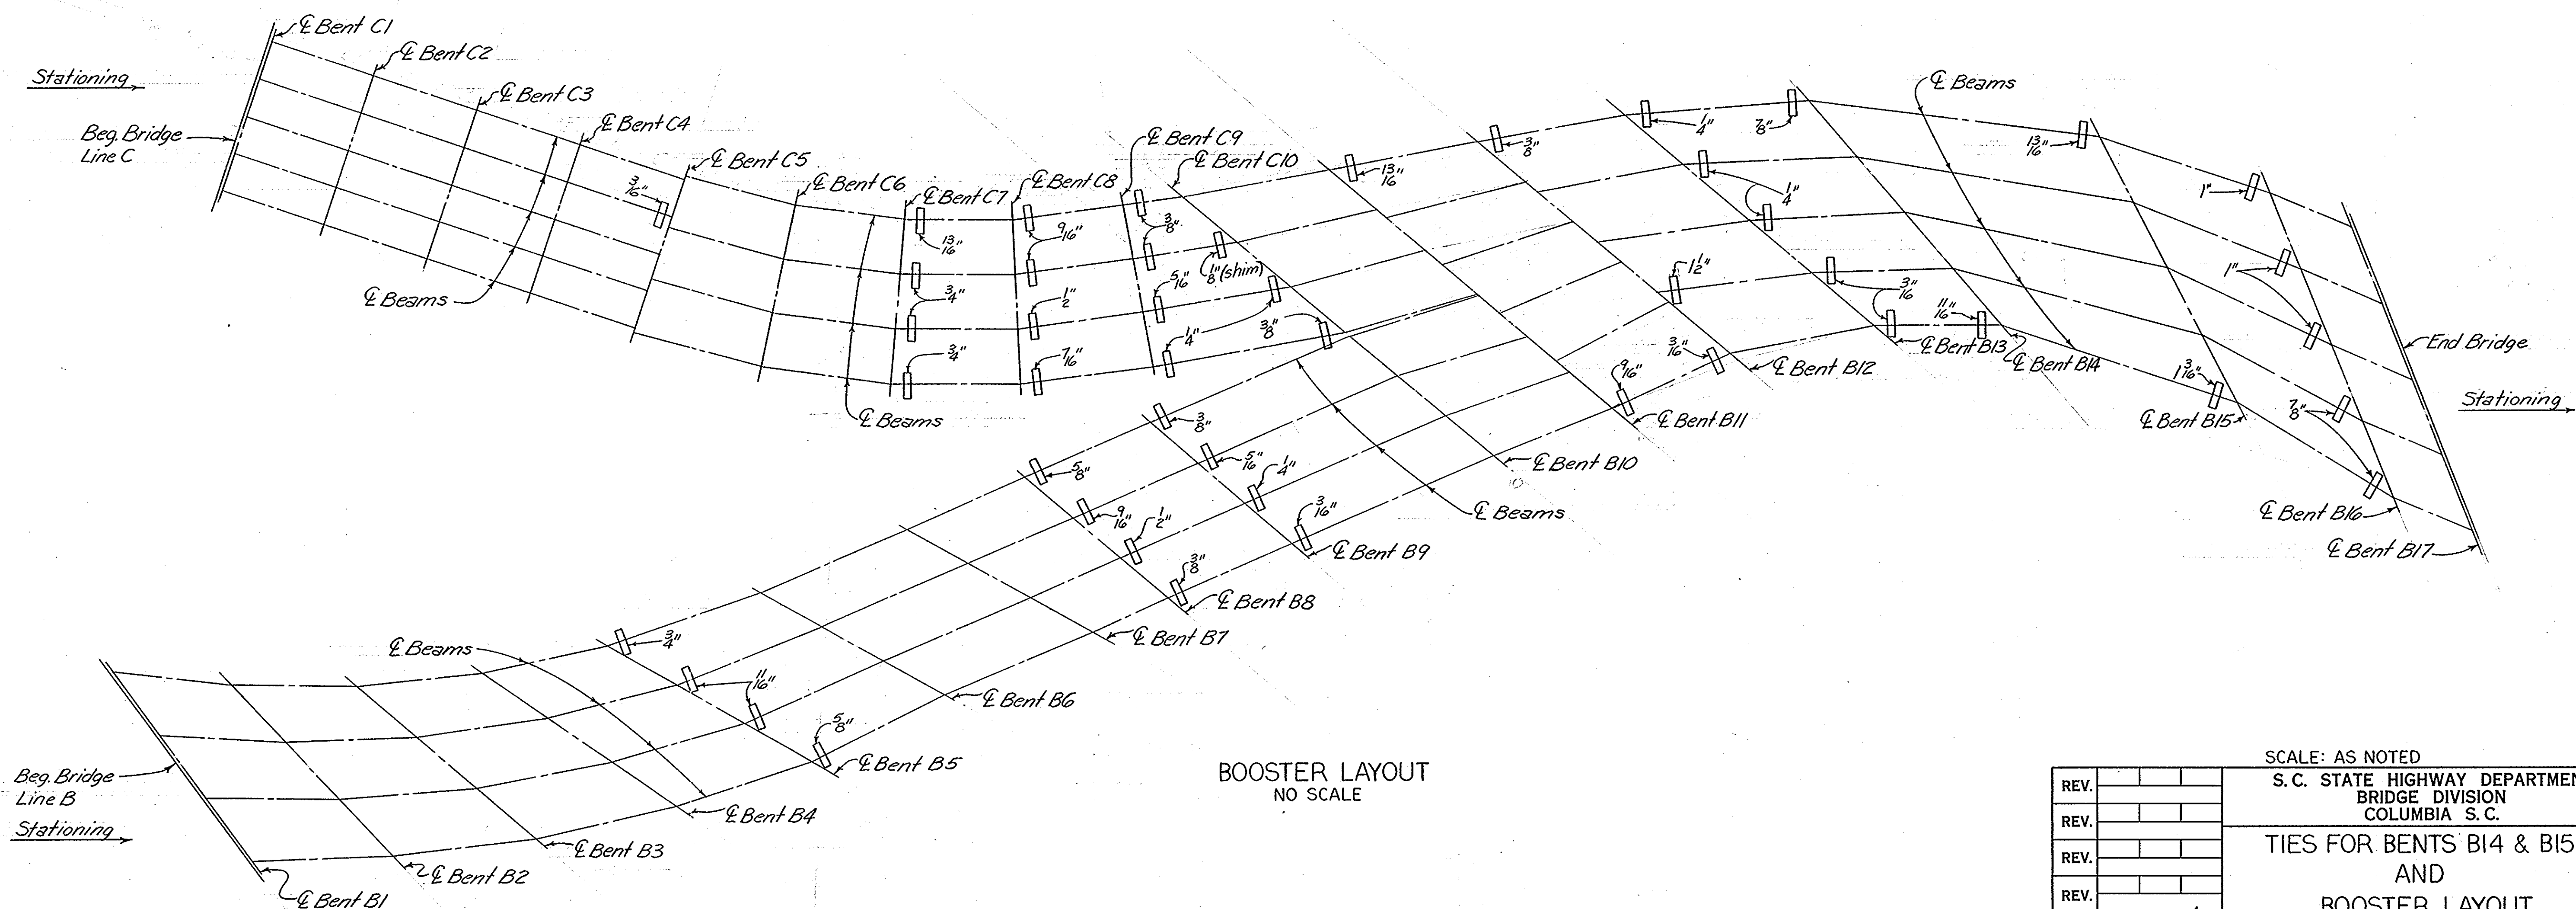 ℄ Bent C1
℄ Bent C2
Stationing
℄ Bent C3
℄ Bent C4
Beg. Bridge
Line C
℄ Bent C5
℄ Bent C6
℄ Bent C7
℄ Bent C8
℄ Bent C9
℄ Bent C10
℄ Beams
3/16"
13/16"
9/16"
3/8"
1/8" (shim)
13/16"
3/8"
1/4"
7/8"
13/16"
1"
1/4"
1"
3/4"
1/2"
5/16"
1/4"
3/8"
1 1/2"
3/16
11/16"
3/4"
7/16"
℄ Beams
℄ Beams
End Bridge
℄ Bent B13
℄ Bent B14
1 3/16"
7/8"
Stationing
3/16"
℄ Bent B12
9/16"
℄ Bent B11
℄ Bent B15
3/8"
5/16"
1/4"
3/16"
℄ Bent B10
10
5/8"
9/16"
1/2"
3/8"
℄ Beams
℄ Bent B16
℄ Bent B17
℄ Bent B9
℄ Bent B8
℄ Bent B7
℄ Beams
3/4"
11/16"
5/8"
℄ Bent B6
℄ Bent B5
℄ Bent B4
℄ Bent B3
℄ Bent B2
℄ Bent B1
Beg. Bridge
Line B
Stationing
BOOSTER LAYOUT
NO SCALE
SCALE: AS NOTED
REV.
REV.
REV.
REV.
S. C. STATE HIGHWAY DEPARTMEN
BRIDGE DIVISION
COLUMBIA S. C.
TIES FOR BENTS B14 & B15
AND
BOOSTER LAYOUT